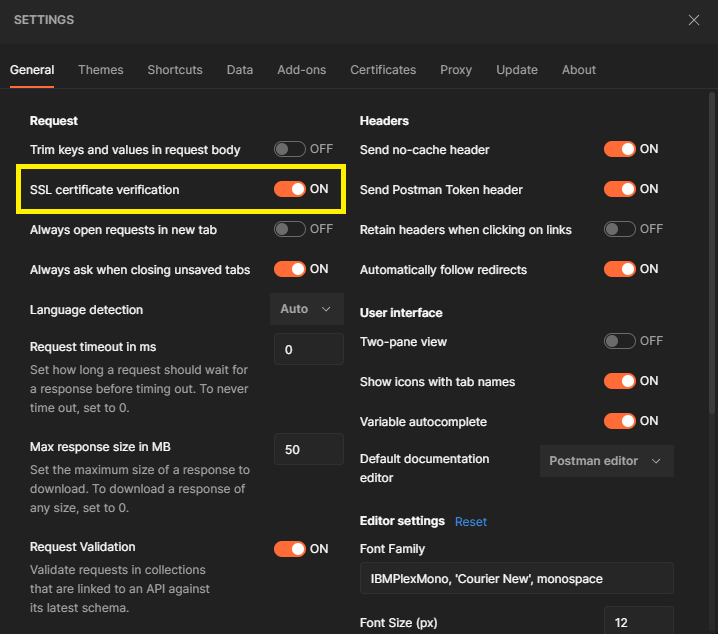 SETTINGS
General Themes Shortcuts Data Add-ons Certificates Proxy Update About
Request
Trim keys and values in request body OFF
SSL certificate verification ON
Always open requests in new tab OFF
Always ask when closing unsaved tabs ON
Language detection Auto
Request timeout in ms 0
Set how long a request should wait for
a response before timing out. To never
time out, set to 0.
Max response size in MB 50
Set the maximum size of a response to
download. To download a response of
any size, set to 0.
Request Validation ON
Validate requests in collections
that are linked to an API against
its latest schema.
Headers
Send no-cache header ON
Send Postman Token header ON
Retain headers when clicking on links OFF
Automatically follow redirects ON
User interface
Two-pane view OFF
Show icons with tab names ON
Variable autocomplete ON
Default documentation
editor Postman editor
Editor settings Reset
Font Family
IBMPlexMono, 'Courier New', monospace
Font Size (px) 12